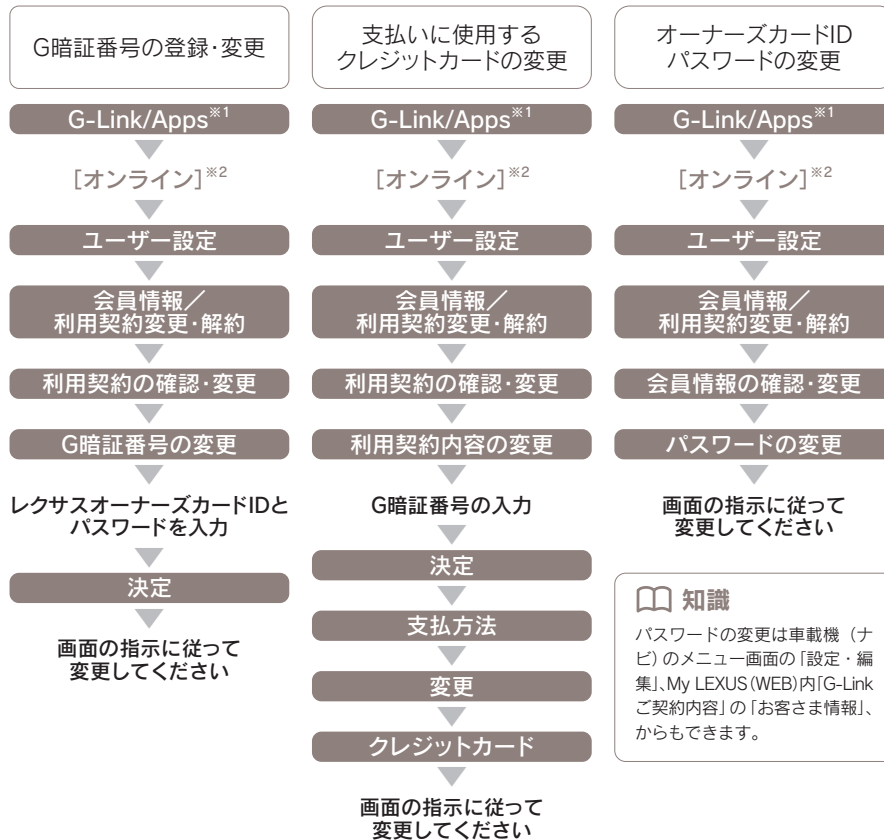 G暗証番号の登録・変更
G-Link/Apps※1
[オンライン]※2
ユーザー設定
会員情報／
利用契約変更・解約
利用契約の確認・変更
G暗証番号の変更
レクサスオーナーズカードIDと
パスワードを入力
決定
画面の指示に従って
変更してください
支払いに使用する
クレジットカードの変更
G-Link/Apps※1
[オンライン]※2
ユーザー設定
会員情報／
利用契約変更・解約
利用契約の確認・変更
利用契約内容の変更
G暗証番号の入力
決定
支払方法
変更
クレジットカード
画面の指示に従って
変更してください
オーナーズカードID
パスワードの変更
G-Link/Apps※1
[オンライン]※2
ユーザー設定
会員情報／
利用契約変更・解約
会員情報の確認・変更
パスワードの変更
画面の指示に従って
変更してください
知識
パスワードの変更は車載機（ナ
ビ）のメニュー画面の「設定・編
集」、My LEXUS(WEB)内「G-Link
ご契約内容」の「お客さま情報」、
からもできます。